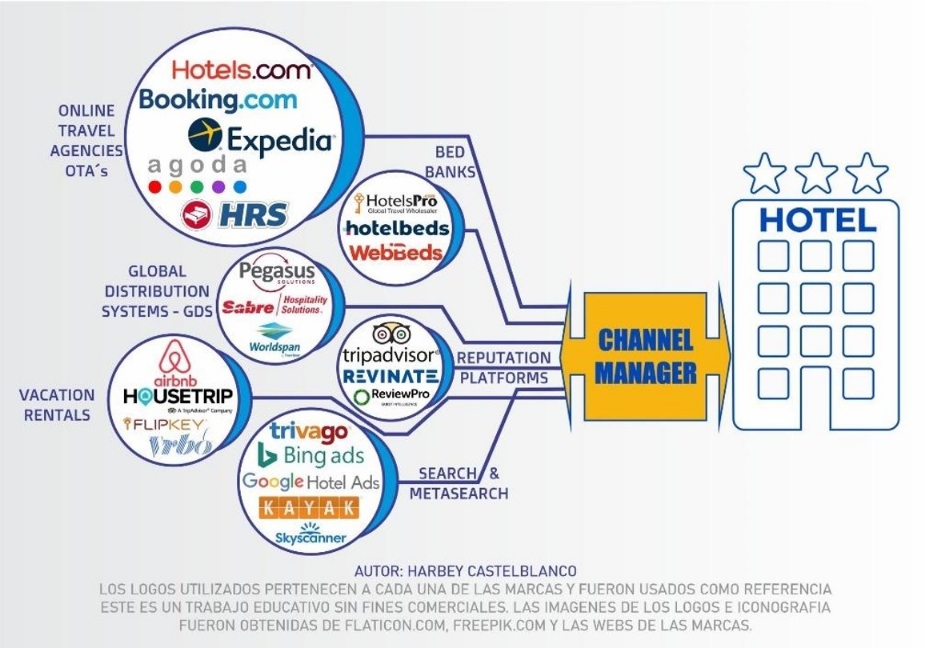 Hotels.com
Booking.com
Expedia
agoda
HRS
ONLINE
TRAVEL
AGENCIES
OTA´s
BED
BANKS
HotelsPro
Global Travel Wholesaler
hotelbeds
WebBeds
HOTEL
GLOBAL
DISTRIBUTION
SYSTEMS - GDS
Pegasus
SOLUTIONS
Sabre Hospitality
Solutions
Worldspan
CHANNEL
MANAGER
tripadvisor
REVINATE
ReviewPro
REPUTATION
PLATFORMS
VACATION
RENTALS
airbnb
HOUSETRIP
A TripAdvisor Company
FLIPKEY
Vrbo
trivago
Bing ads
Google Hotel Ads
KAYAK
Skyscanner
SEARCH &
METASEARCH
AUTOR: HARBEY CASTELBLANCO
LOS LOGOS UTILIZADOS PERTENECEN A CADA UNA DE LAS MARCAS Y FUERON USADOS COMO REFERENCIA
ESTE ES UN TRABAJO EDUCATIVO SIN FINES COMERCIALES. LAS IMAGENES DE LOS LOGOS E ICONOGRAFIA
FUERON OBTENIDAS DE FLATICON.COM, FREEPIK.COM Y LAS WEBS DE LAS MARCAS.